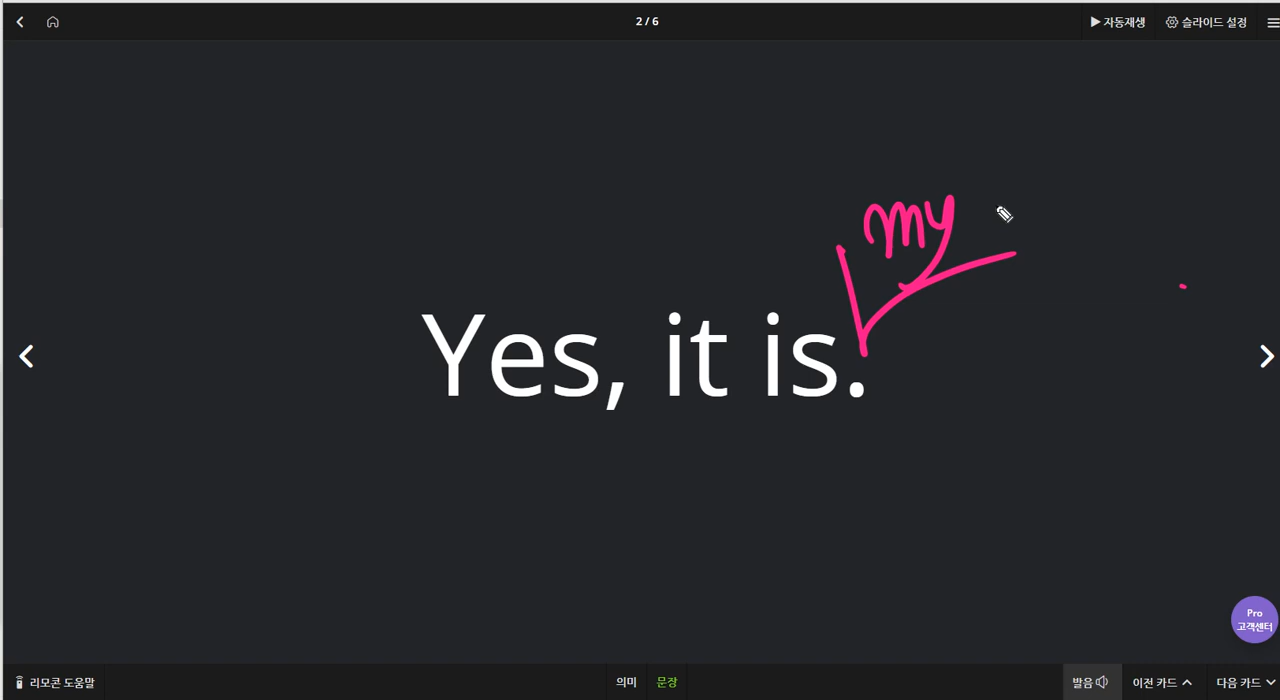 2 / 6
자동재생
슬라이드 설정
my
Yes, it is.
Pro
고객센터
리모콘 도움말
의미
문장
발음
이전 카드
다음 카드